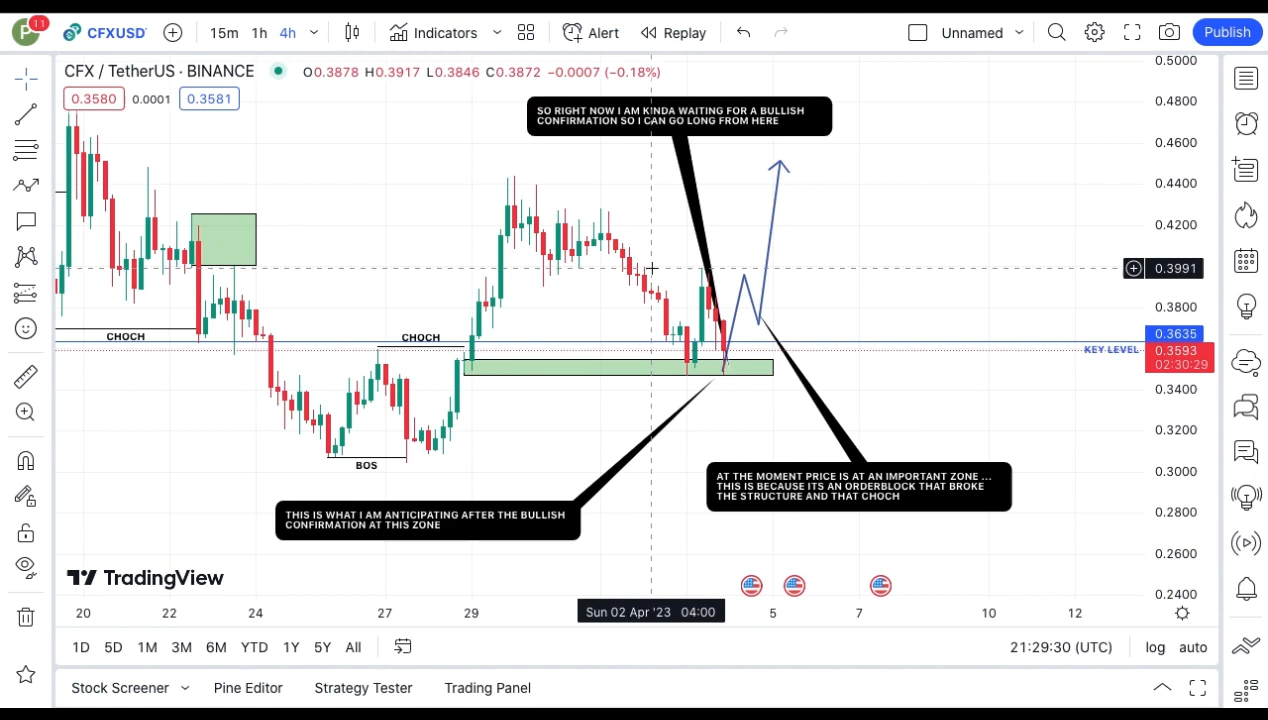 P 11 CFXUSD 15m 1h 4h Indicators Alert Replay Unnamed Publish
CFX / TetherUS · BINANCE O0.3878 H0.3917 L0.3846 C0.3872 −0.0007 (−0.18%)
0.3580 0.0001 0.3581
SO RIGHT NOW I AM KINDA WAITING FOR A BULLISH
CONFIRMATION SO I CAN GO LONG FROM HERE
0.5000
0.4800
0.4600
0.4400
0.4200
0.3991
0.3800
0.3635
KEY LEVEL 0.3593
02:30:29
0.3400
0.3200
0.3000
0.2800
0.2600
0.2400
CHOCH
CHOCH
BOS
AT THE MOMENT PRICE IS AT AN IMPORTANT ZONE ...
THIS IS BECAUSE ITS AN ORDERBLOCK THAT BROKE
THE STRUCTURE AND THAT CHOCH
THIS IS WHAT I AM ANTICIPATING AFTER THE BULLISH
CONFIRMATION AT THIS ZONE
TradingView
20 22 24 27 29 Sun 02 Apr '23 04:00 5 7 10 12
1D 5D 1M 3M 6M YTD 1Y 5Y All 21:29:30 (UTC) log auto
Stock Screener Pine Editor Strategy Tester Trading Panel